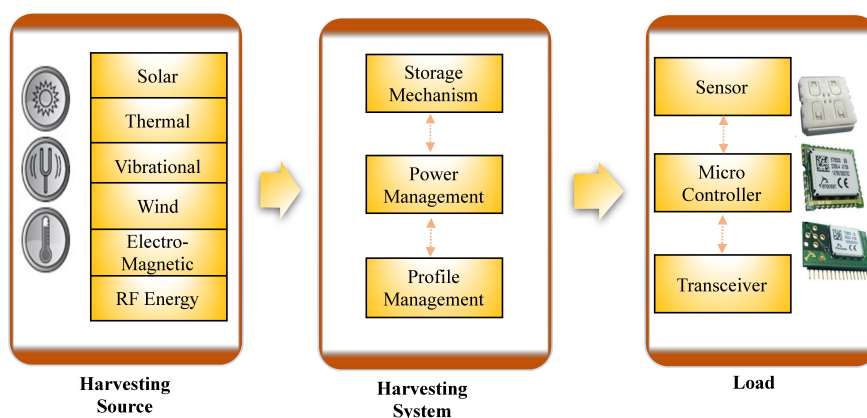 Solar
Thermal
Vibrational
Wind
Electro-
Magnetic
RF Energy
Harvesting
Source
Storage
Mechanism
Power
Management
Profile
Management
Harvesting
System
Sensor
Micro
Controller
Transceiver
Load